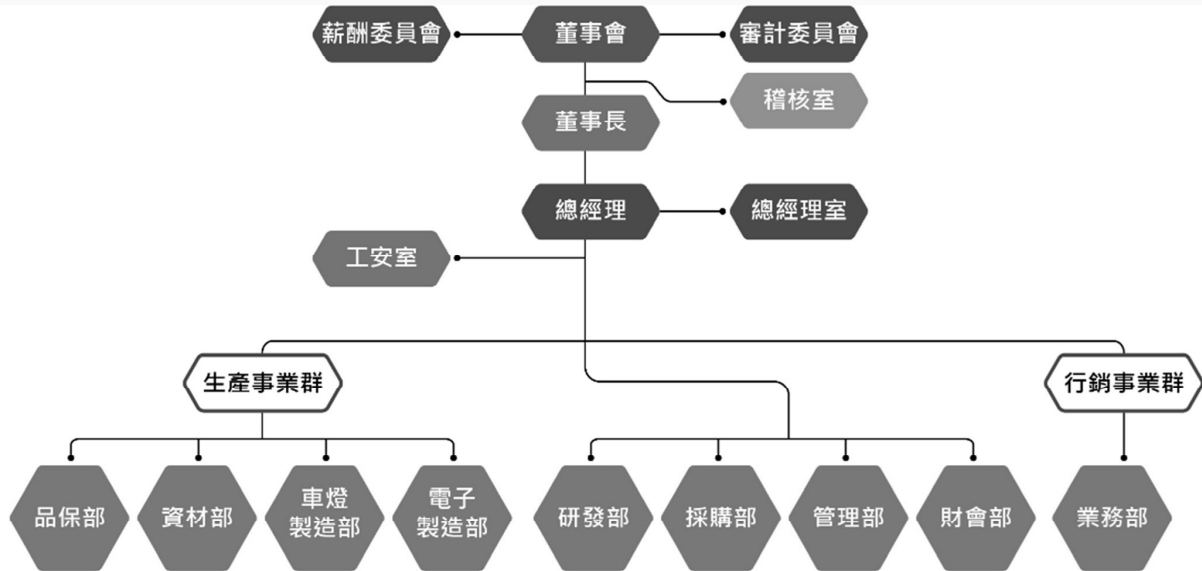 薪酬委員會
董事會
審計委員會
稽核室
董事長
總經理
總經理室
工安室
生產事業群
行銷事業群
品保部
資材部
車燈
製造部
電子
製造部
研發部
採購部
管理部
財會部
業務部